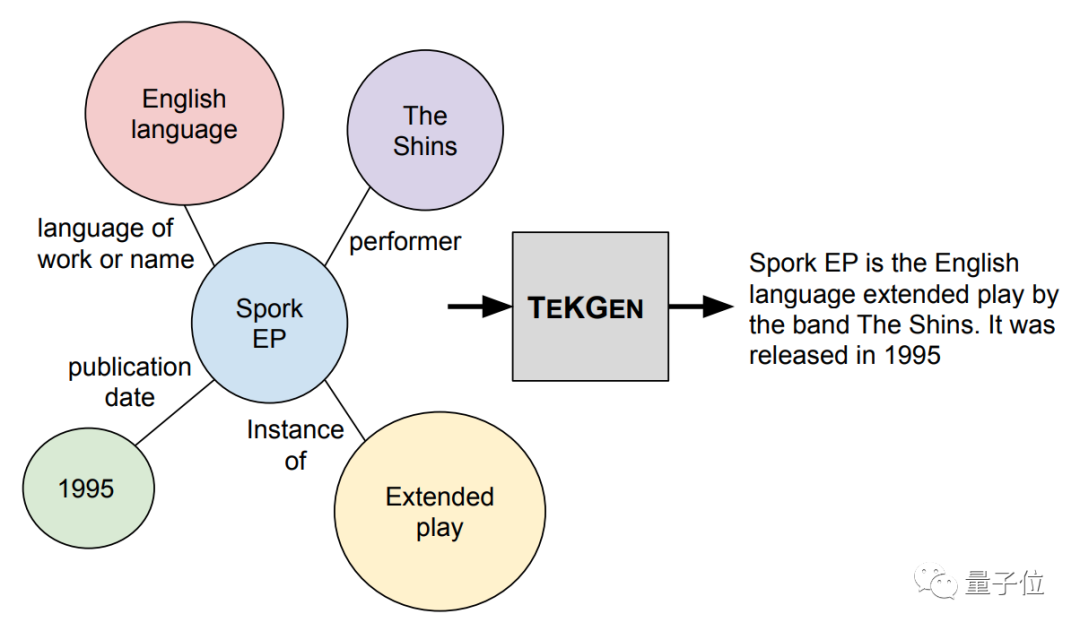 English
language
The
Shins
language of
work or name
performer
Spork
EP
publication
date
Instance
of
1995
Extended
play
TEKGEN
Spork EP is the English
language extended play by
the band The Shins. It was
released in 1995
量子位